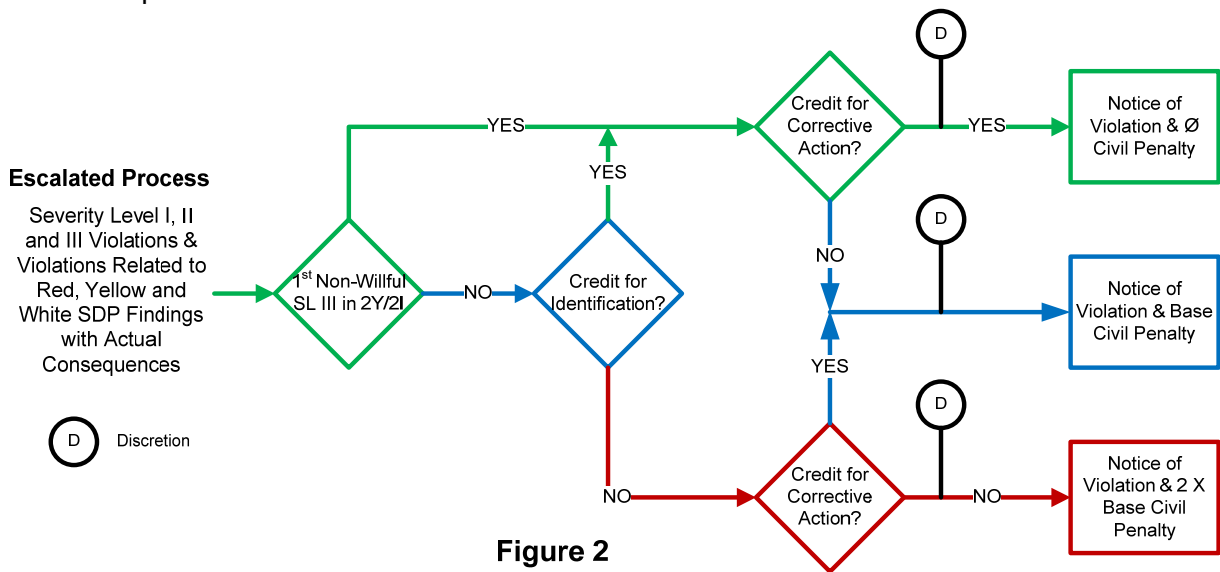 D
Credit for
Corrective
Action?
YES
YES
Notice of
Violation & Ø
Civil Penalty
Escalated Process
Severity Level I, II
and III Violations &
Violations Related to
Red, Yellow and
White SDP Findings
with Actual
Consequences
YES
D
NO
1st Non-Willful
SL III in 2Y/2I
NO
Credit for
Identification?
Notice of
Violation & Base
Civil Penalty
YES
D
D
Discretion
NO
Credit for
Corrective
Action?
NO
Notice of
Violation & 2 X
Base Civil
Penalty
Figure 2